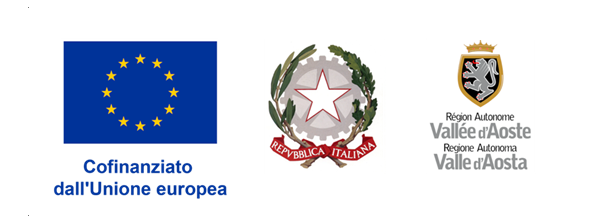 Cofinanziato
dall'Unione europea
REPVBBLICA ITALIANA
Région Autonome
Vallée d'Aoste
Regione Autonoma
Valle d'Aosta